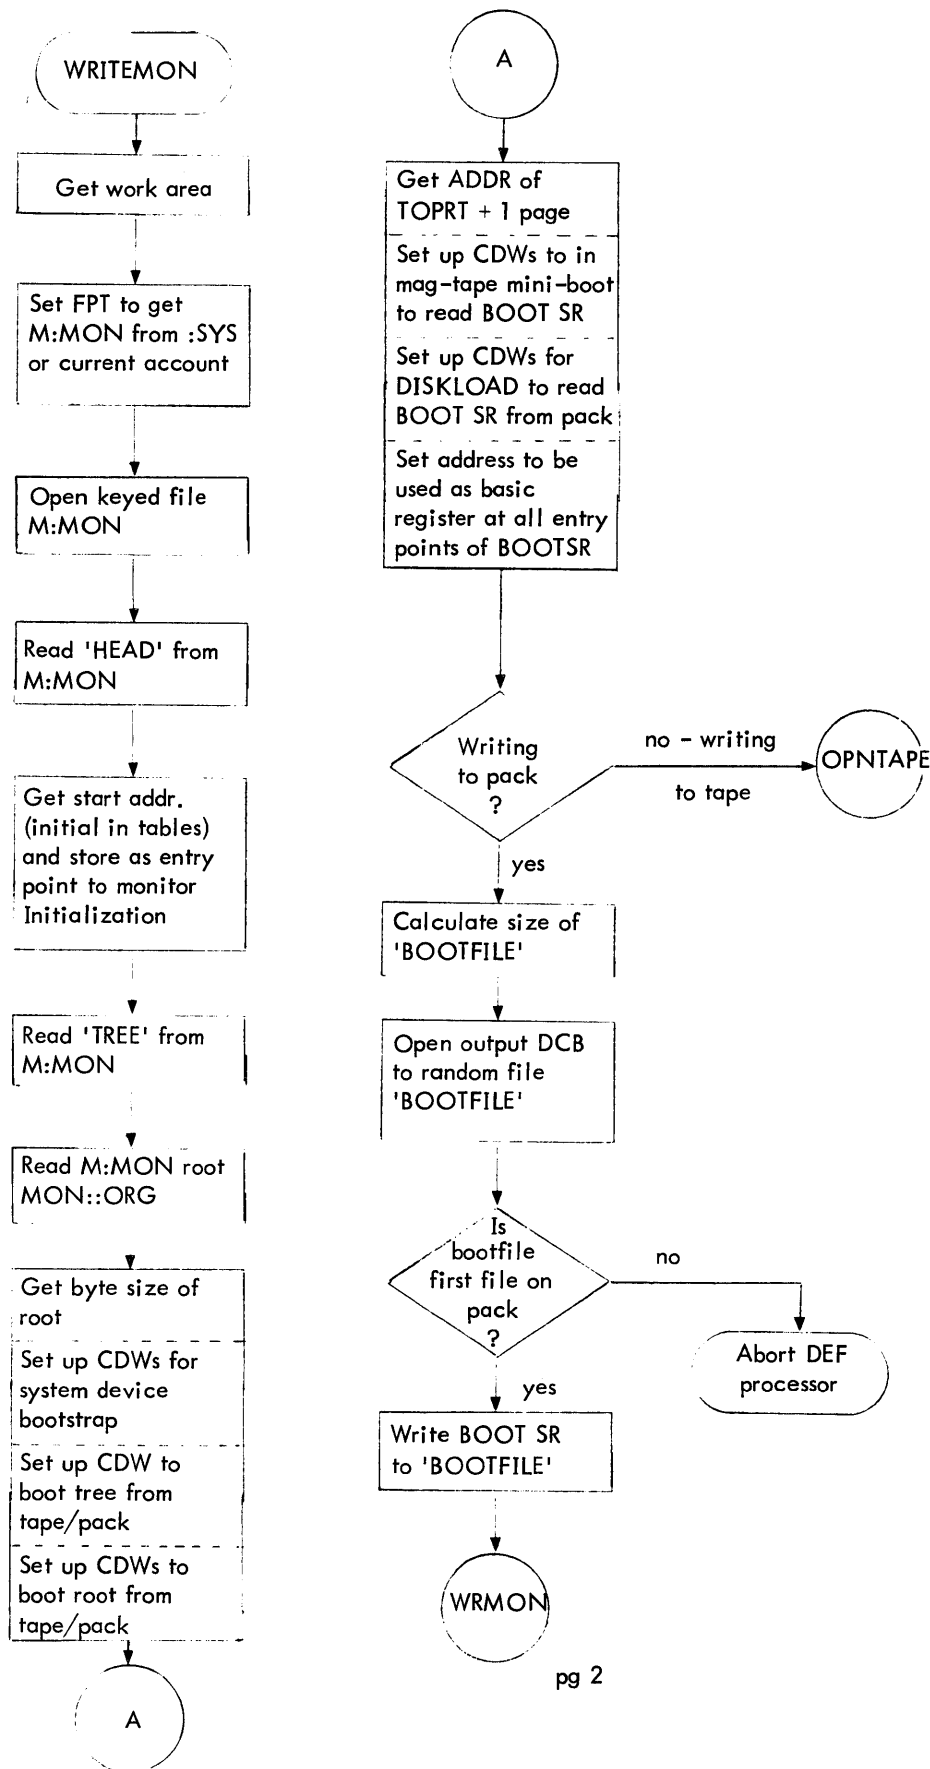 WRITEMON
Get work area
Set FPT to get
M:MON from :SYS
or current account
Open keyed file
M:MON
Read 'HEAD' from
M:MON
Get start addr.
(initial in tables)
and store as entry
point to monitor
Initialization
Read 'TREE' from
M:MON
Read M:MON root
MON::ORG
Get byte size of
root
Set up CDWs for
system device
bootstrap
Set up CDW to
boot tree from
tape/pack
Set up CDWs to
boot root from
tape/pack
A
A
Get ADDR of
TOPRT + 1 page
Set up CDWs to in
mag-tape mini-boot
to read BOOT SR
Set up CDWs for
DISKLOAD to read
BOOT SR from pack
Set address to be
used as basic
register at all entry
points of BOOTSR
Writing
to pack
?
no - writing
to tape
OPNTAPE
yes
Calculate size of
'BOOTFILE'
Open output DCB
to random file
'BOOTFILE'
Is
bootfile
first file on
pack
?
no
Abort DEF
processor
yes
Write BOOT SR
to 'BOOTFILE'
WRMON
pg 2